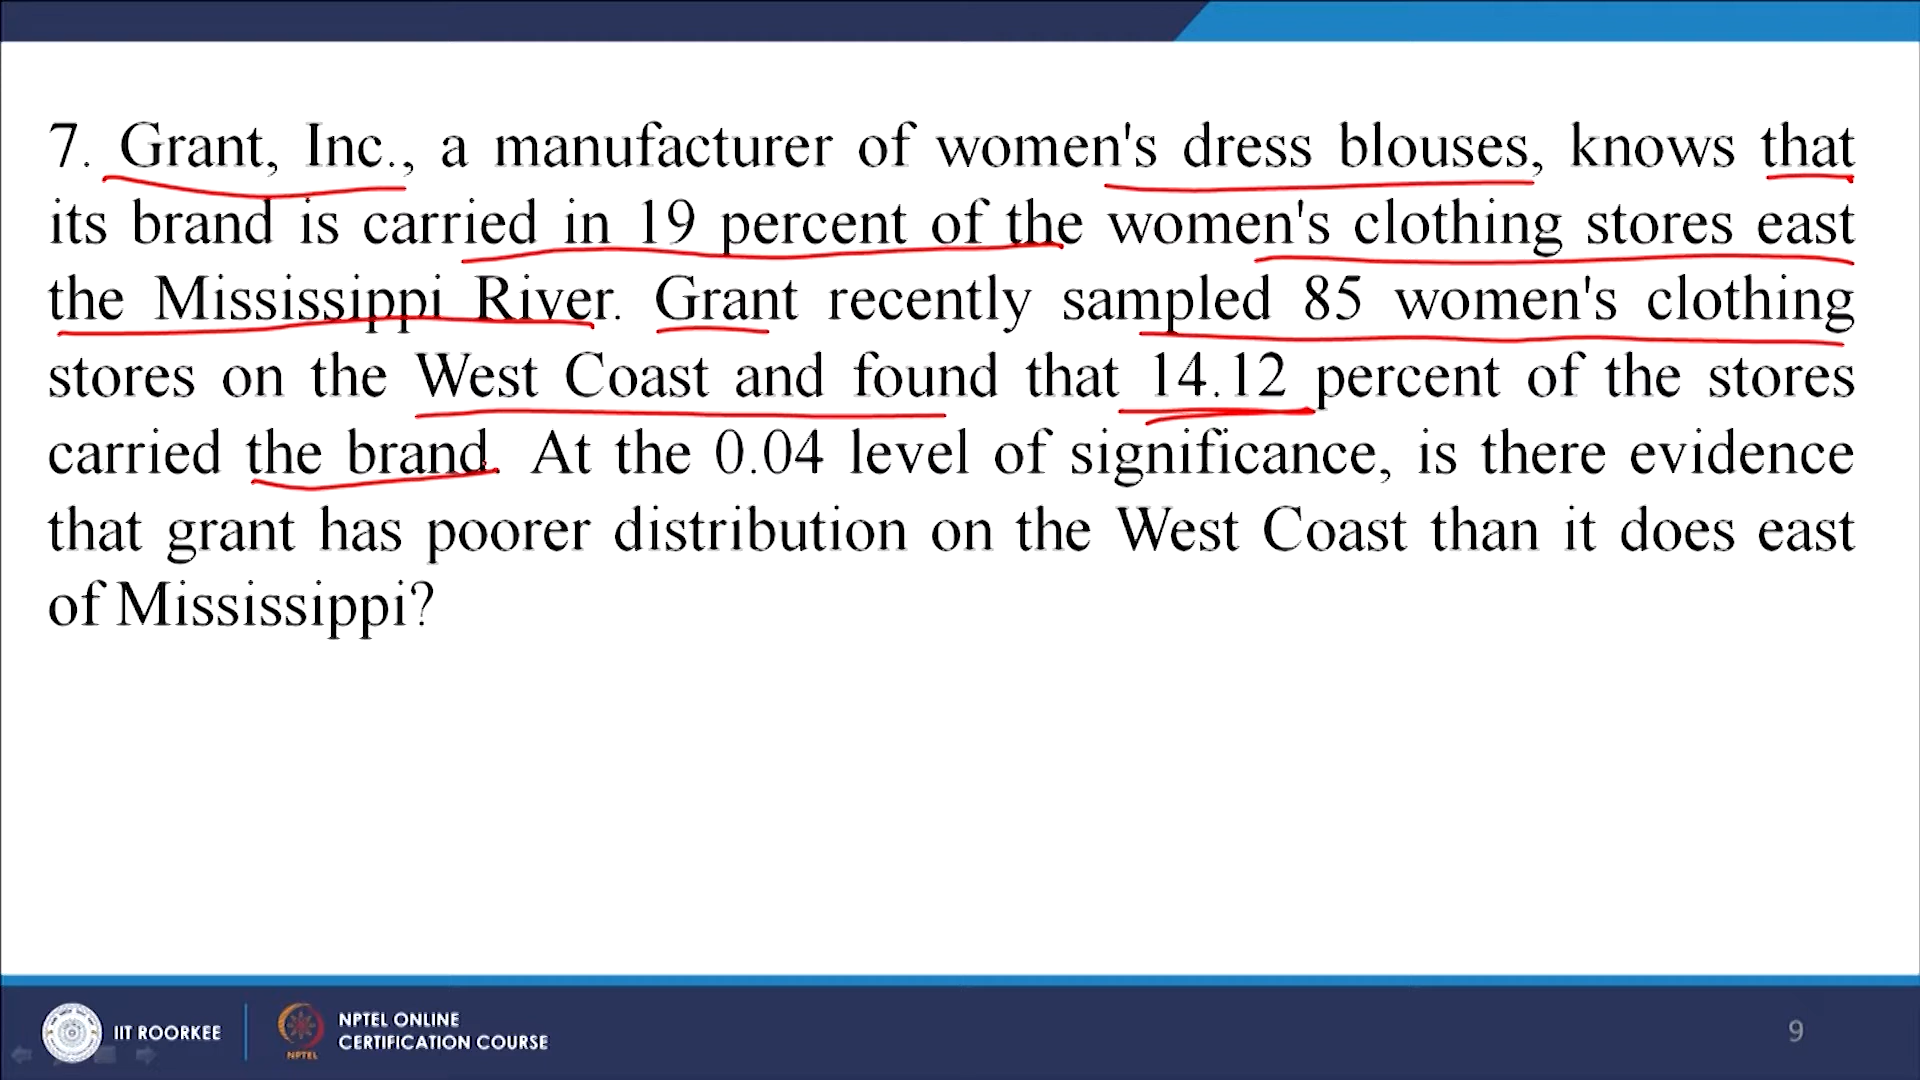 7. Grant, Inc., a manufacturer of women's dress blouses, knows that
its brand is carried in 19 percent of the women's clothing stores east
the Mississippi River. Grant recently sampled 85 women's clothing
stores on the West Coast and found that 14.12 percent of the stores
carried the brand. At the 0.04 level of significance, is there evidence
that grant has poorer distribution on the West Coast than it does east
of Mississippi?
IIT ROORKEE
NPTEL
NPTEL ONLINE
CERTIFICATION COURSE
9